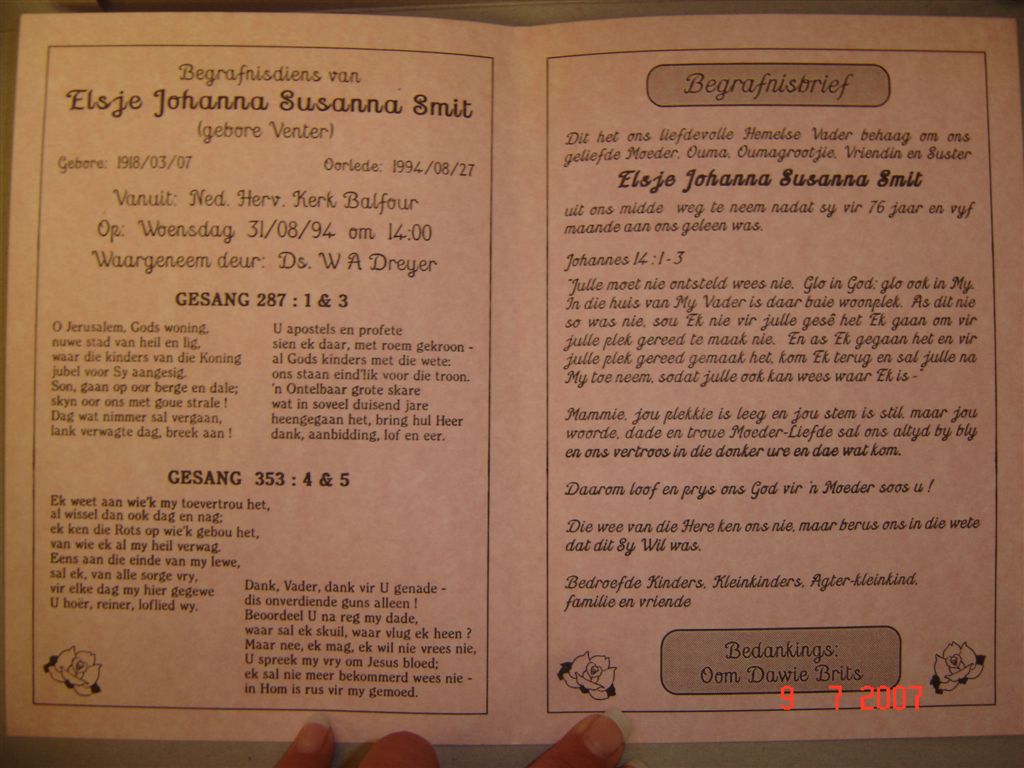 Begrafnisdiens van
Elsje Johanna Susanna Smit
(gebore Venter)
Gebore: 1918/03/07 Oorlede: 1994/08/27
Vanuit: Ned. Herv. Kerk Balfour
Op: Woensdag 31/08/94 om 14:00
Waargeneem deur: Ds. W A Dreyer
GESANG 287 : 1 & 3
O Jerusalem, Gods woning,
nuwe stad van heil en lig,
waar die kinders van die Koning
jubel voor Sy aangesig.
Son, gaan op oor berge en dale;
skyn oor ons met goue strale !
Dag wat nimmer sal vergaan,
lank verwagte dag, breek aan !
U apostels en profete
sien ek daar, met roem gekroon -
al Gods kinders met die wete:
ons staan eind'lik voor die troon.
'n Ontelbaar grote skare
wat in soveel duisend jare
heengegaan het, bring hul Heer
dank, aanbidding, lof en eer.
GESANG 353 : 4 & 5
Ek weet aan wie'k my toevertrou het,
al wissel dan ook dag en nag;
ek ken die Rots op wie'k gebou het,
van wie ek al my heil verwag.
Eens aan die einde van my lewe,
sal ek, van alle sorge vry,
vir elke dag my hier gegewe
U hoër, reiner, loflied wy.
Dank, Vader, dank vir U genade -
dis onverdiende guns alleen !
Beoordeel U na reg my dade,
waar sal ek skuil, waar vlug ek heen ?
Maar nee, ek mag, ek wil nie vrees nie,
U spreek my vry om Jesus bloed;
ek sal nie meer bekommerd wees nie -
in Hom is rus vir my gemoed.
Begrafnisbrief
Dit het ons liefdevolle Hemelse Vader behaag om ons
geliefde Moeder, Ouma, Oumagrootjie, Vriendin en Suster
Elsje Johanna Susanna Smit
uit ons midde weg te neem nadat sy vir 76 jaar en vyf
maande aan ons geleen was.
Johannes 14 : 1 - 3
"Julle moet nie ontsteld wees nie. Glo in God; glo ook in My.
In die huis van My Vader is daar baie woonplek. As dit nie
so was nie, sou Ek nie vir julle gesê het Ek gaan om vir
julle plek gereed te maak nie. En as Ek gegaan het en vir
julle plek gereed gemaak het, kom Ek terug en sal julle na
My toe neem, sodat julle ook kan wees waar Ek is -"
Mammie, jou plekkie is leeg en jou stem is stil, maar jou
woorde, dade en troue Moeder-Liefde sal ons altyd by bly
en ons vertroos in die donker ure en dae wat kom.
Daarom loof en prys ons God vir 'n Moeder soos u !
Die wee van die Here ken ons nie, maar berus ons in die wete
dat dit Sy Wil was.
Bedroefde Kinders, Kleinkinders, Agter-kleinkind,
familie en vriende
Bedankings:
Oom Dawie Brits
9 7 2007